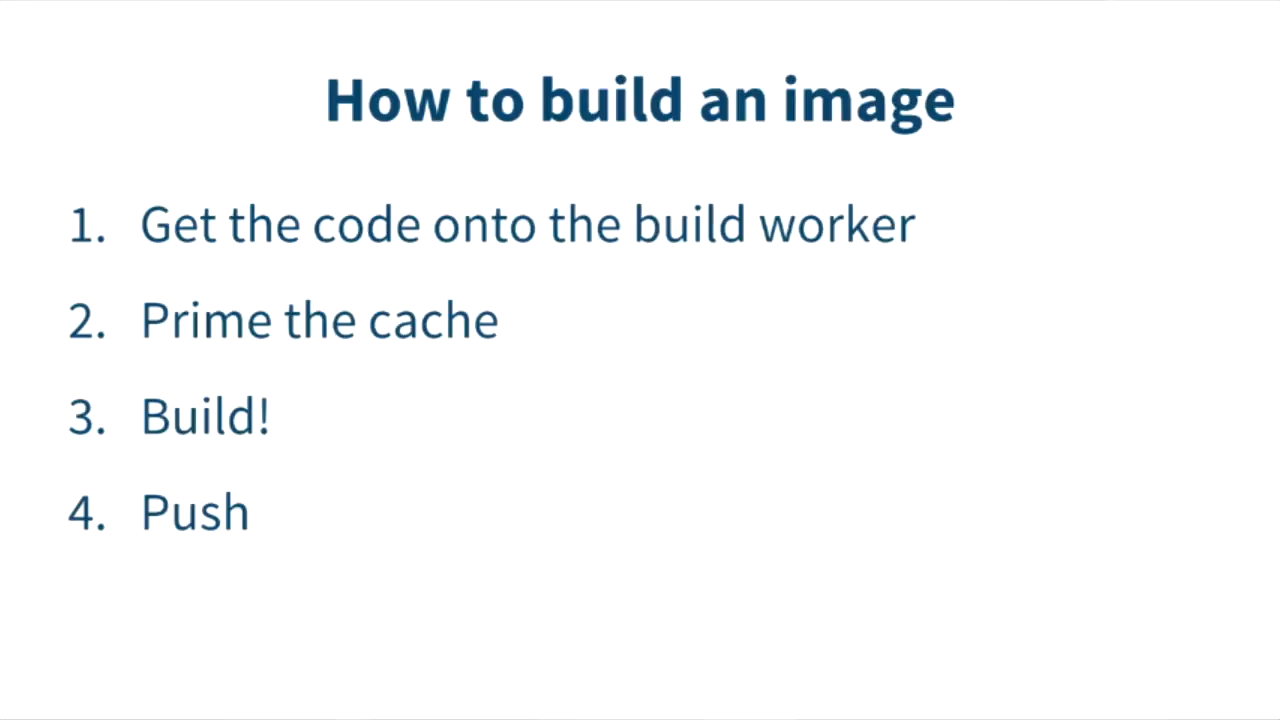 How to build an image
1. Get the code onto the build worker
2. Prime the cache
3. Build!
4. Push